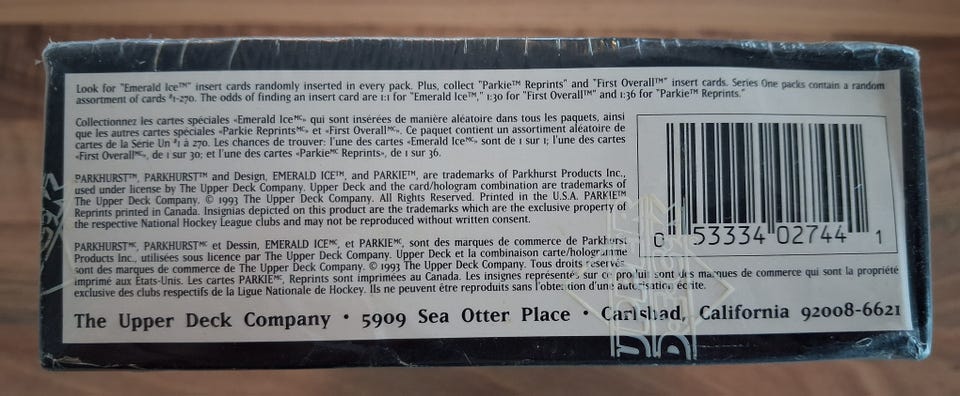 Look for "Emerald Ice™" insert cards randomly inserted in every pack. Plus, collect "Parkie™ Reprints" and "First Overall™" insert cards. Series One packs contain a random
assortment of cards #1-270. The odds of finding an insert card are 1:1 for "Emerald Ice™," 1:30 for "First Overall™" and 1:36 for "Parkie™ Reprints."
Collectionnez les cartes spéciales «Emerald Iceᴹᶜ» qui sont insérées de manière aléatoire dans tous les paquets, ainsi
que les autres cartes spéciales «Parkie Reprintsᴹᶜ» et «First Overallᴹᶜ». Ce paquet contient un assortiment aléatoire de
cartes de la Série Un #1 à 270. Les chances de trouver: l'une des cartes «Emerald Iceᴹᶜ» sont de 1 sur 1; l'une des cartes
«First Overallᴹᶜ», de 1 sur 30; et l'une des cartes «Parkieᴹᶜ Reprints», de 1 sur 36.
PARKHURST™, PARKHURST™ and Design, EMERALD ICE™, and PARKIE™, are trademarks of Parkhurst Products Inc.,
used under license by The Upper Deck Company. Upper Deck and the card/hologram combination are trademarks of
The Upper Deck Company. © 1993 The Upper Deck Company. All Rights Reserved. Printed in the U.S.A. PARKIE™
Reprints printed in Canada. Insignias depicted on this product are the trademarks which are the exclusive property of
the respective National Hockey League clubs and may not be reproduced without written consent.
PARKHURSTᴹᶜ, PARKHURSTᴹᶜ et Dessin, EMERALD ICEᴹᶜ, et PARKIEᴹᶜ, sont des marques de commerce de Parkhurst
Products Inc., utilisées sous licence par The Upper Deck Company. Upper Deck et la combinaison carte/hologramme
sont des marques de commerce de The Upper Deck Company. © 1993 The Upper Deck Company. Tous droits reservés.
imprimé aux États-Unis. Les cartes PARKIEᴹᶜ, Reprints sont imprimées au Canada. Les insignes représentés sur ce produit sont des marques de commerce qui sont la propriété
exclusive des clubs respectifs de la Ligue Nationale de Hockey. Ils ne peuvent être reproduits sans l'obtention d'une autorisation écrite.
0 53334 02744 1
The Upper Deck Company · 5909 Sea Otter Place · Carlsbad, California 92008-6621